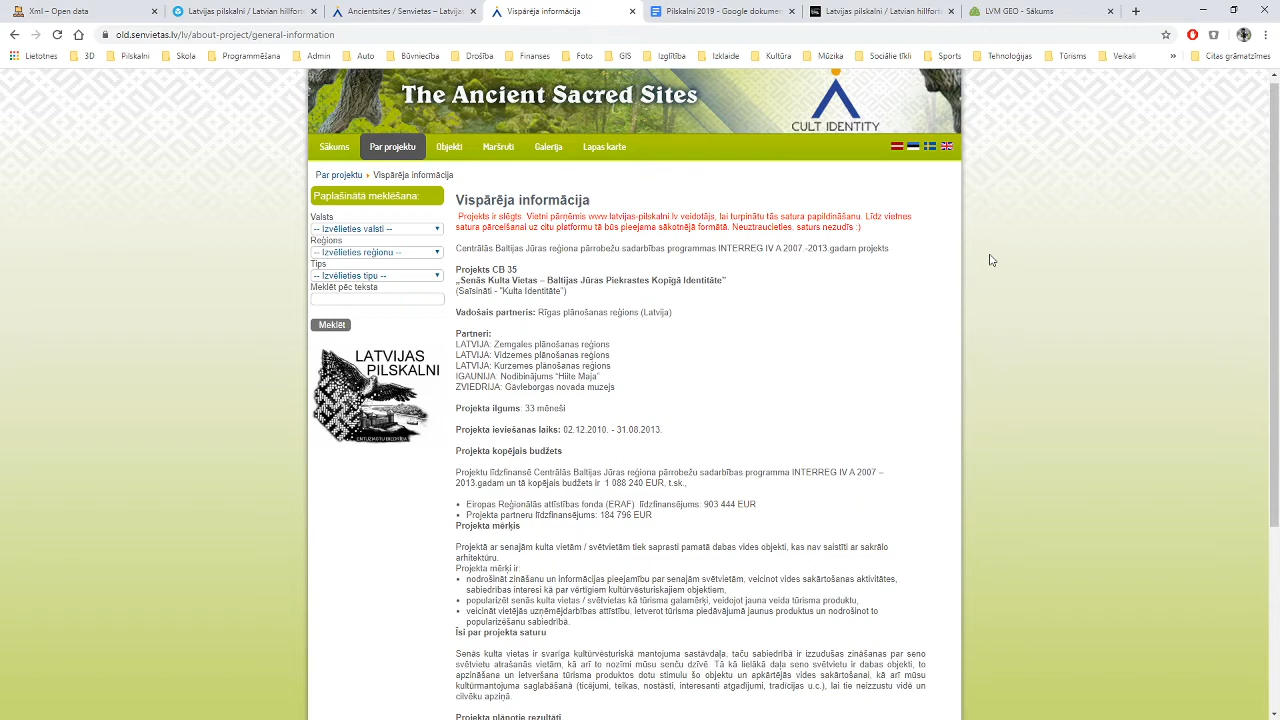 Xml - Open data
Latvijas pilskalni / Latvian hillforts
Ancientsites / Svētvietas - Latvijas
Vispārēja informācija
Pilskalni 2019 - Google dokumenti
Latvijas pilskalni / Latvian hillforts
LVM GEO - Sākums
old.senvietas.lv/lv/about-project/general-information
Lietotnes 3D Pilskalni Skola Programmēšana Admin Auto Būvniecība Drošība Finanses Foto GIS Izglītība Izklaide Kultūra Mūzika Sociālie tīkli Sports Tehnoloģijas Tūrisms Veikali » Citas grāmatzīmes
The Ancient Sacred Sites
CULT IDENTITY
Sākums Par projektu Objekti Maršruti Galerija Lapas karte
Par projektu Vispārēja informācija
Paplašinātā meklēšana:
Valsts
-- Izvēlieties valsti --
Reģions
-- Izvēlieties reģionu --
Tips
-- Izvēlieties tipu --
Meklēt pēc teksta
Meklēt
LATVIJAS
PILSKALNI
ENTUZIASTU BIEDRĪBA
Vispārēja informācija
Projekts ir slēgts. Vietni pārņēmis www.latvijas-pilskalni.lv veidotājs, lai turpinātu tās satura papildināšanu. Līdz vietnes
satura pārcelšanai uz citu platformu tā būs pieejama sākotnējā formātā. Neuztraucieties, saturs nezudīs :)
Centrālās Baltijas Jūras reģiona pārrobežu sadarbības programmas INTERREG IV A 2007.-2013.gadam projekts
Projekts CB 35
„Senās Kulta Vietas – Baltijas Jūras Piekrastes Kopīgā Identitāte"
(Saīsināti - "Kulta Identitāte")
Vadošais partneris: Rīgas plānošanas reģions (Latvija)
Partneri:
LATVIJA: Zemgales plānošanas reģions
LATVIJA: Vidzemes plānošanas reģions
LATVIJA: Kurzemes plānošanas reģions
IGAUNIJA: Nodibinājums "Hiite Maja"
ZVIEDRIJA: Gävleborgas novada muzejs
Projekta ilgums: 33 mēneši
Projekta ieviešanas laiks: 02.12.2010. - 31.08.2013.
Projekta kopējais budžets
Projektu līdzfinansē Centrālās Baltijas Jūras reģiona pārrobežu sadarbības programma INTERREG IV A 2007 –
2013.gadam un tā kopējais budžets ir 1 088 240 EUR, t.sk.,
• Eiropas Reģionālās attīstības fonda (ERAF) līdzfinansējums: 903 444 EUR
• Projekta partneru līdzfinansējums: 184 796 EUR
Projekta mērķis
Projektā ar senajām kulta vietām / svētvietām tiek saprasti pamatā dabas vides objekti, kas nav saistīti ar sakrālo
arhitektūru.
Projekta mērķi ir:
• nodrošināt zināšanu un informācijas pieejamību par senajām svētvietām, veicinot vides sakārtošanas aktivitātes,
sabiedrības interesi kā par vērtīgiem kultūrvēsturiskajiem objektiem,
• popularizēt senās kulta vietas / svētvietas kā tūrisma galamērķi, veidojot jauna veida tūrisma produktu,
• veicināt vietējās uzņēmējdarbības attīstību, ietverot tūrisma piedāvājumā jaunus produktus un nodrošinot to
popularizēšanu sabiedrībā.
Īsi par projekta saturu
Senās kulta vietas ir svarīga kultūrvēsturiskā mantojuma sastāvdaļa, taču sabiedrībā ir izzudušas zināšanas par seno
svētvietu atrašanās vietām, kā arī to nozīmi mūsu senču dzīvē. Tā kā lielākā daļa seno svētvietu ir dabas objekti, to
apzināšana un ietveršana tūrisma produktos dotu stimulu šo objektu un apkārtējās vides sakārtošanai, kā arī mūsu
kultūrmantojuma saglabāšanā (ticējumi, teikas, nostāsti, interesanti atgadījumi, tradīcijas u.c.), lai tie neizzustu vidē un
cilvēku apziņā.
Projekta plānotie rezultāti